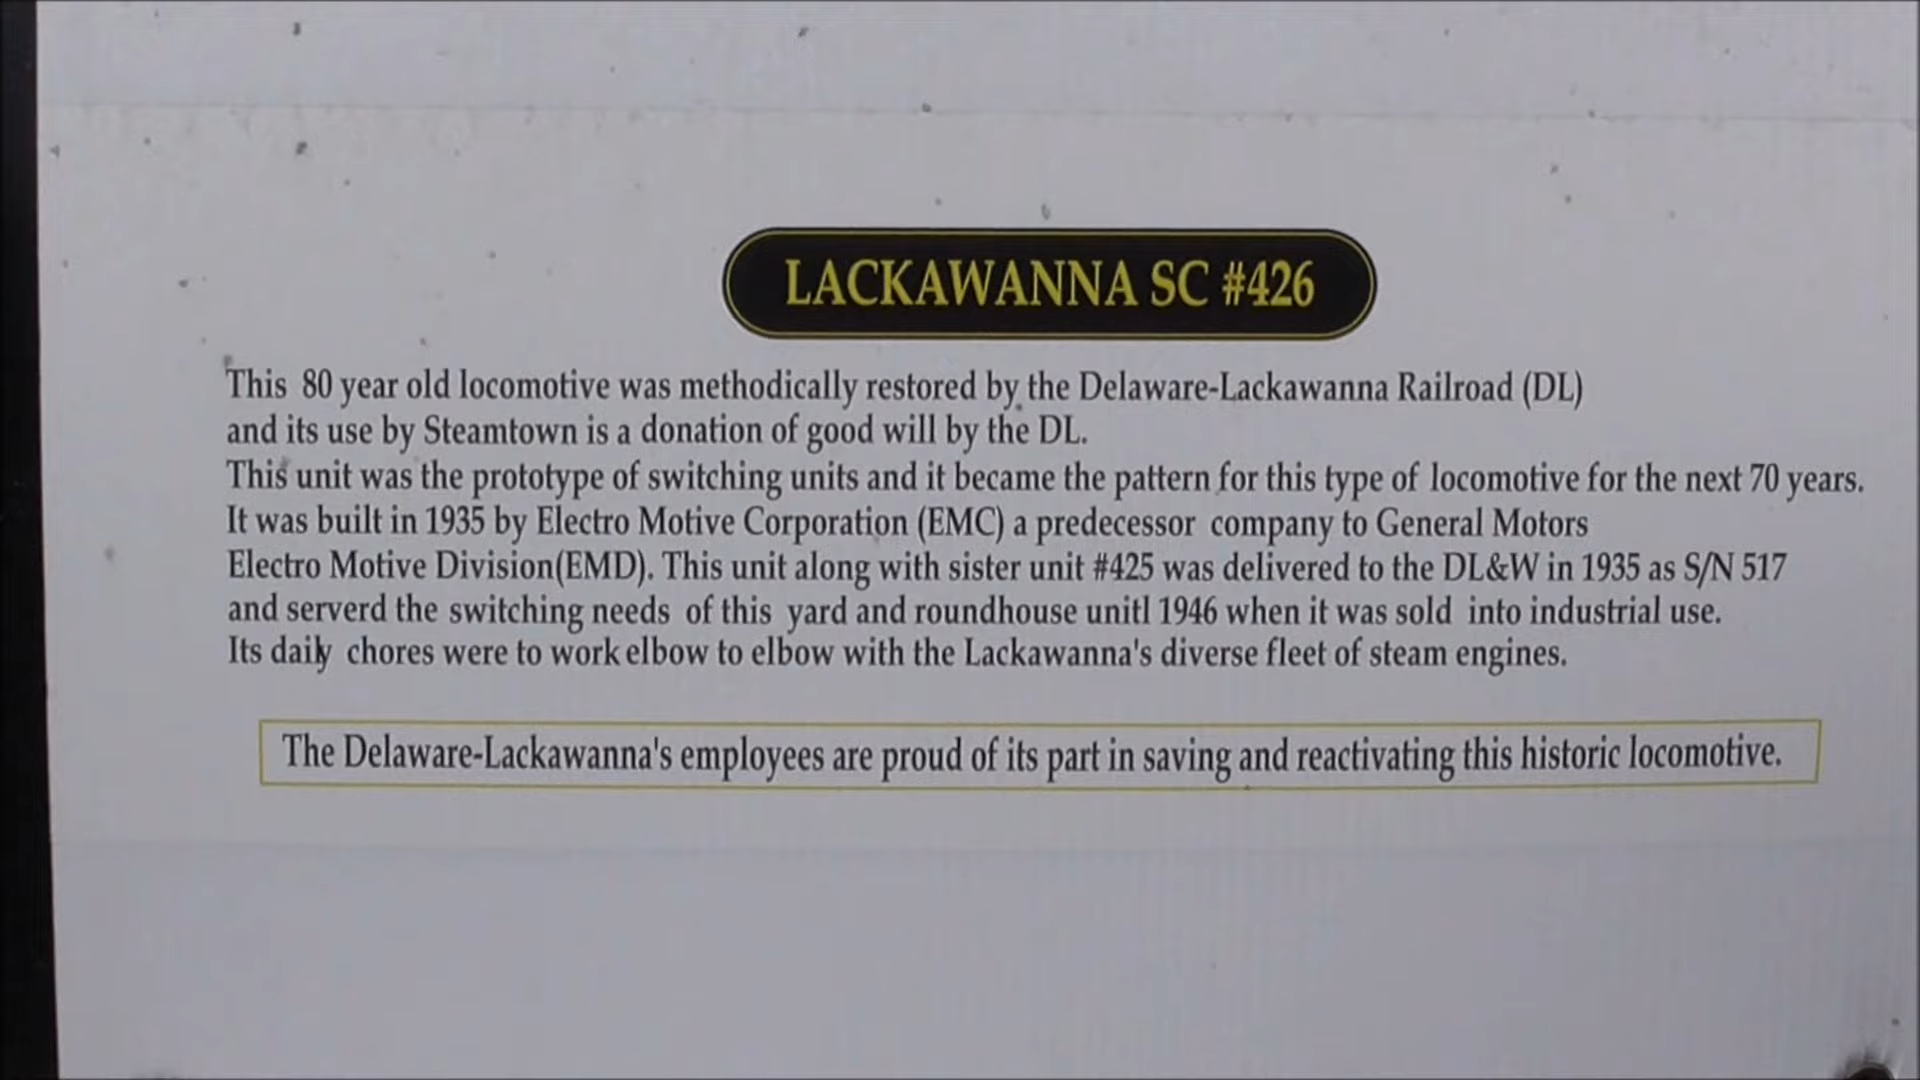 LACKAWANNA SC #426
This 80 year old locomotive was methodically restored by the Delaware-Lackawanna Railroad (DL)
and its use by Steamtown is a donation of good will by the DL.
This unit was the prototype of switching units and it became the pattern for this type of locomotive for the next 70 years.
It was built in 1935 by Electro Motive Corporation (EMC) a predecessor company to General Motors
Electro Motive Division(EMD). This unit along with sister unit #425 was delivered to the DL&W in 1935 as S/N 517
and serverd the switching needs of this yard and roundhouse unitl 1946 when it was sold into industrial use.
Its daily chores were to work elbow to elbow with the Lackawanna's diverse fleet of steam engines.
The Delaware-Lackawanna's employees are proud of its part in saving and reactivating this historic locomotive.